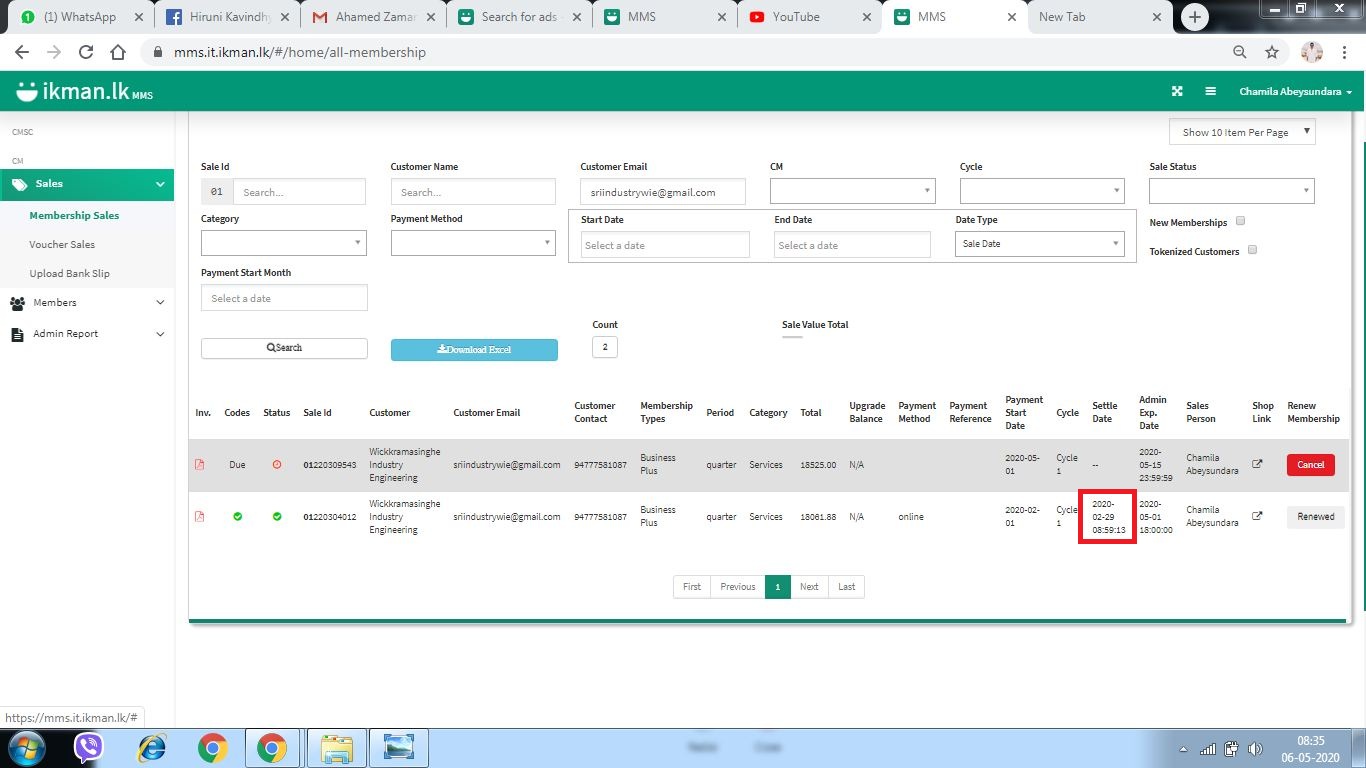 (1) WhatsApp
Hiruni Kavindhy
Ahamed Zamar
Search for ads -
MMS
YouTube
MMS
New Tab
mms.it.ikman.lk/#/home/all-membership
ikman.lk MMS
Chamila Abeysundara
CMSC
CM
Sales
Membership Sales
Voucher Sales
Upload Bank Slip
Members
Admin Report
Show 10 Item Per Page
Sale Id
Customer Name
Customer Email
CM
Cycle
Sale Status
01
Search...
Search...
sriindustrywie@gmail.com
Category
Payment Method
Start Date
End Date
Date Type
New Memberships
Select a date
Select a date
Sale Date
Tokenized Customers
Payment Start Month
Select a date
Search
Download Excel
Count
2
Sale Value Total
Inv.
Codes
Status
Sale Id
Customer
Customer Email
Customer
Contact
Membership
Types
Period
Category
Total
Upgrade
Balance
Payment
Method
Payment
Reference
Payment
Start
Date
Cycle
Settle
Date
Admin
Exp.
Date
Sales
Person
Shop
Link
Renew
Membership
Due
01220309543
Wickkramasinghe
Industry
Engineering
sriindustrywie@gmail.com
94777581087
Business
Plus
quarter
Services
18525.00
N/A
2020-05-
01
Cycle
1
--
2020-
05-15
23:59:59
Chamila
Abeysundara
Cancel
01220304012
Wickkramasinghe
Industry
Engineering
sriindustrywie@gmail.com
94777581087
Business
Plus
quarter
Services
18061.88
N/A
online
2020-02-
01
Cycle
1
2020-
02-29
08:59:13
2020-
05-01
18:00:00
Chamila
Abeysundara
Renewed
First
Previous
1
Next
Last
https://mms.it.ikman.lk/#
08:35
06-05-2020